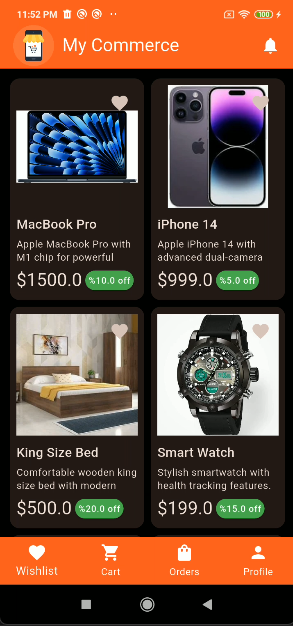 11:52 PM
100
My Commerce
MacBook Pro
Apple MacBook Pro with
M1 chip for powerful
$1500.0 %10.0 off
iPhone 14
Apple iPhone 14 with
advanced dual-camera
$999.0 %5.0 off
King Size Bed
Comfortable wooden king
size bed with modern
$500.0 %20.0 off
Smart Watch
Stylish smartwatch with
health tracking features.
$199.0 %15.0 off
Wishlist
Cart
Orders
Profile